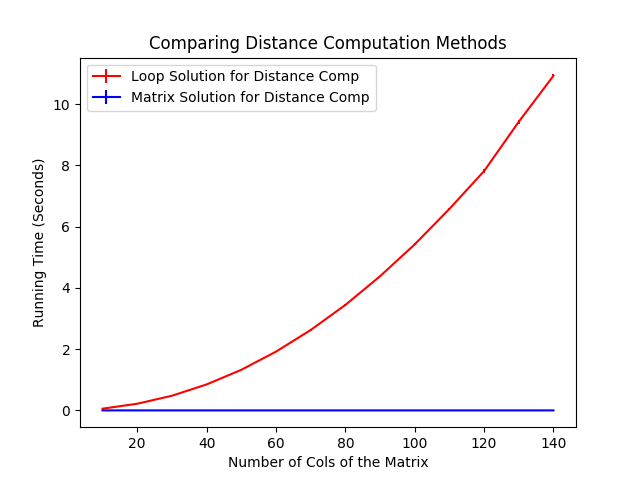 Comparing Distance Computation Methods
Loop Solution for Distance Comp
Matrix Solution for Distance Comp
Running Time (Seconds)
10
8
6
4
2
0
20 40 60 80 100 120 140
Number of Cols of the Matrix